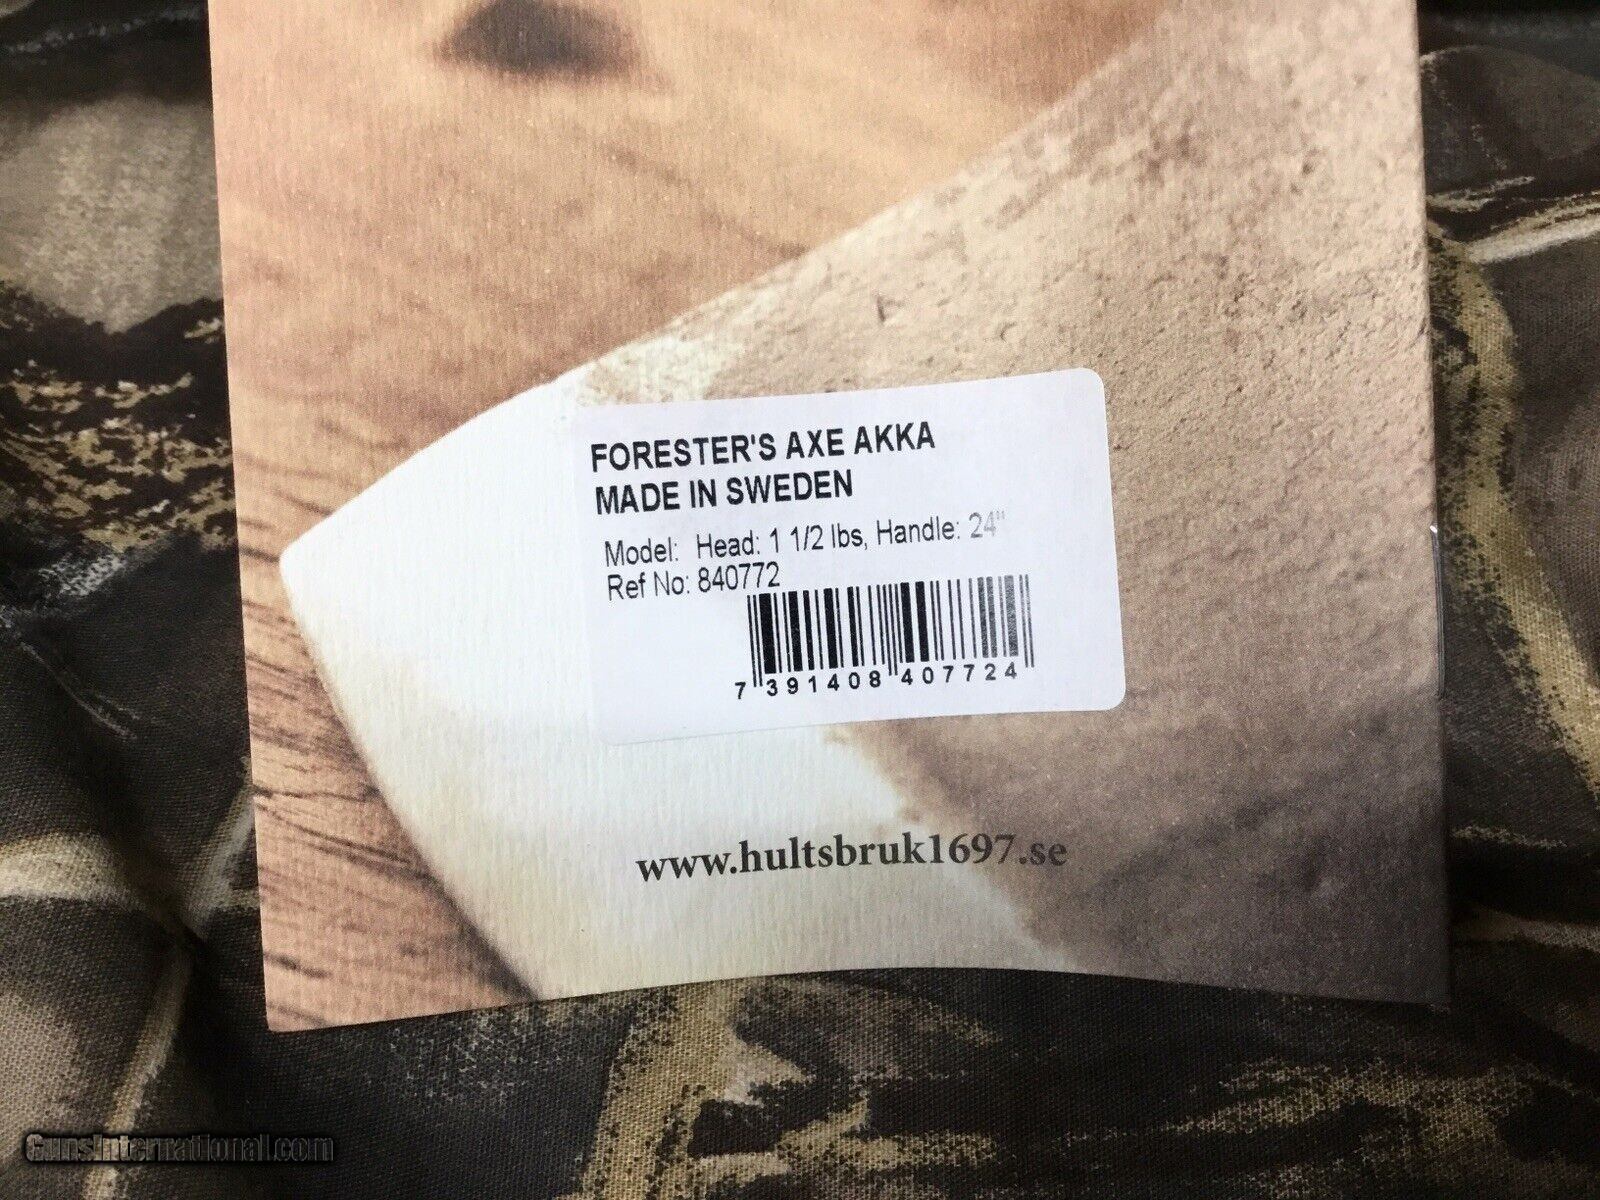 FORESTER'S AXE AKKA
MADE IN SWEDEN
Model: Head: 1 1/2 lbs, Handle: 24"
Ref No: 840772
7 391408 407724
www.hultsbruk1697.se
GunsInternational.com